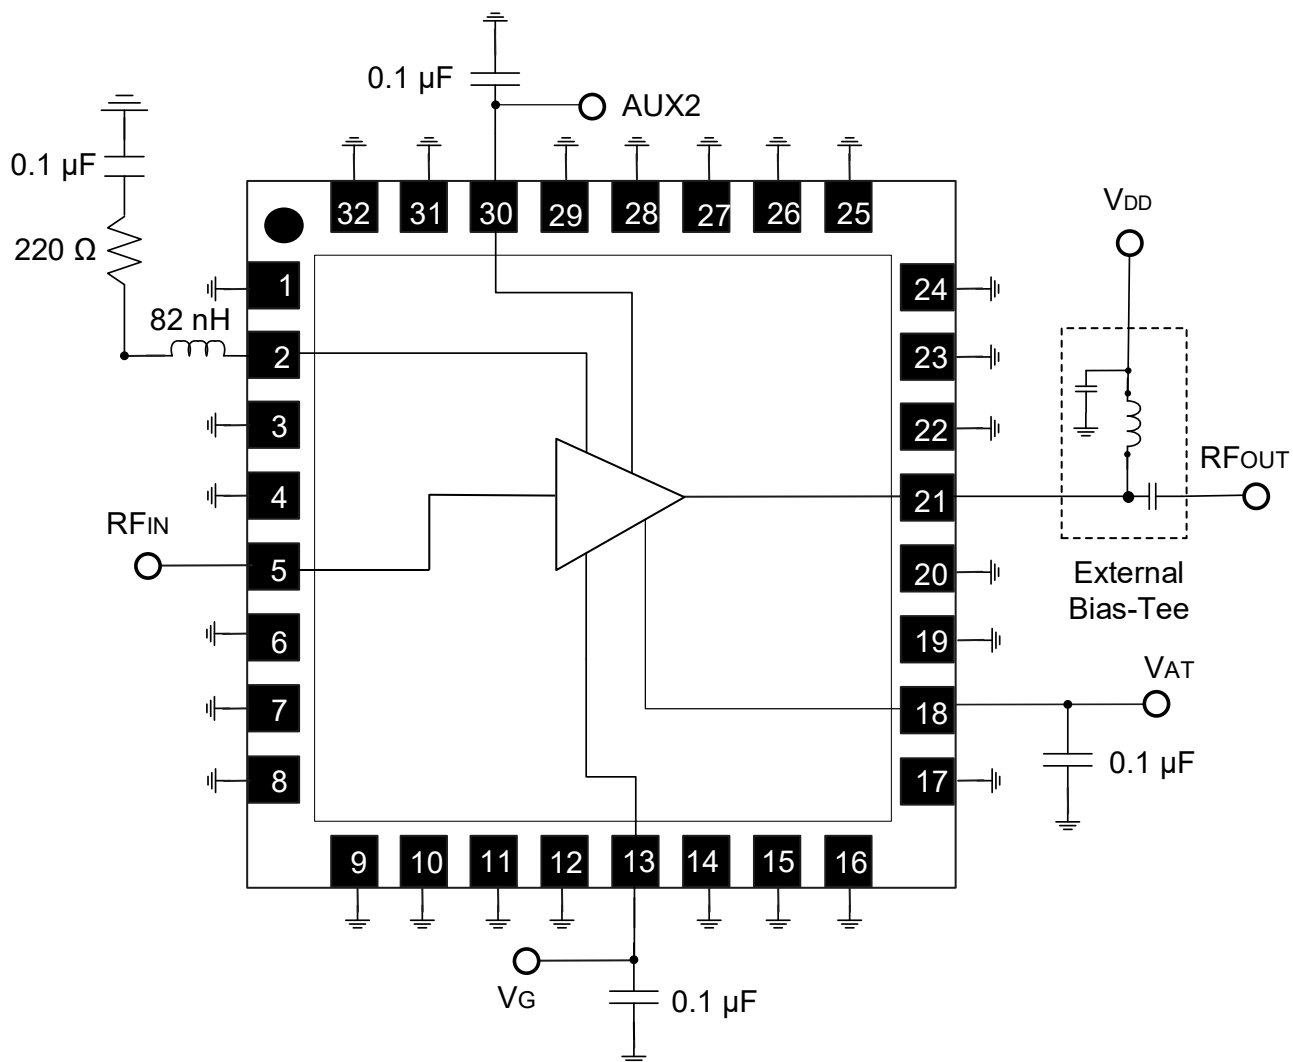 0.1 µF
AUX2
0.1 µF
220 Ω
82 nH
32 31 30 29 28 27 26 25
1
2
3
4
5
6
7
8
RFIN
24
23
22
21
20
19
18
17
VDD
RFOUT
External
Bias-Tee
VAT
0.1 µF
9 10 11 12 13 14 15 16
VG
0.1 µF